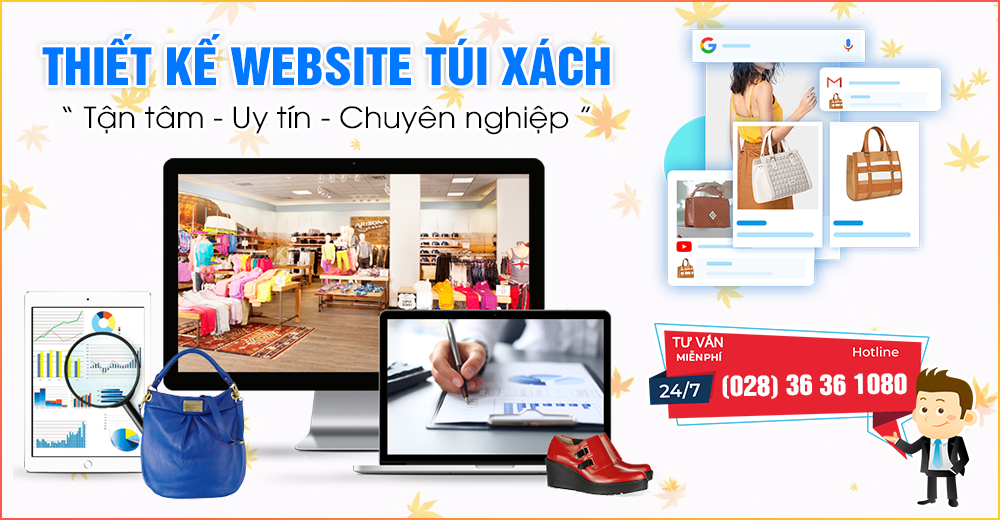 THIẾT KẾ WEBSITE TÚI XÁCH
“ Tận tâm - Uy tín - Chuyên nghiệp ”
ARIZONA
TƯ VẤN
MIỄN PHÍ
Hotline
24/7
(028) 36 36 1080